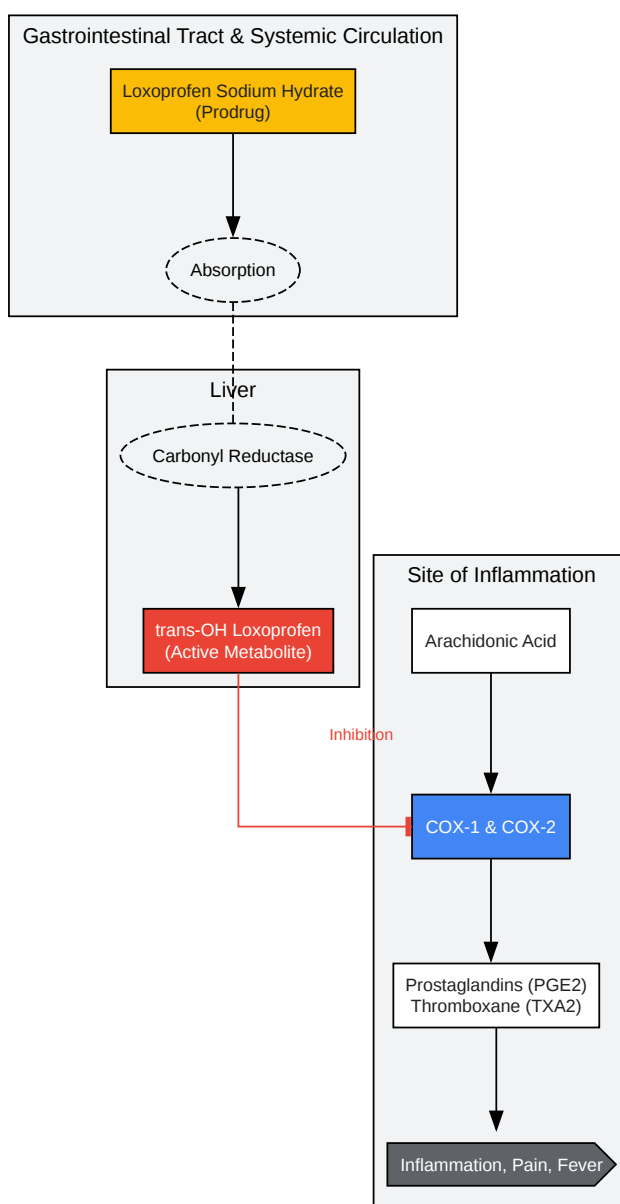 Gastrointestinal Tract & Systemic Circulation
Loxoprofen Sodium Hydrate
(Prodrug)
Absorption
Liver
Carbonyl Reductase
trans-OH Loxoprofen
(Active Metabolite)
Inhibition
Site of Inflammation
Arachidonic Acid
COX-1 & COX-2
Prostaglandins (PGE2)
Thromboxane (TXA2)
Inflammation, Pain, Fever